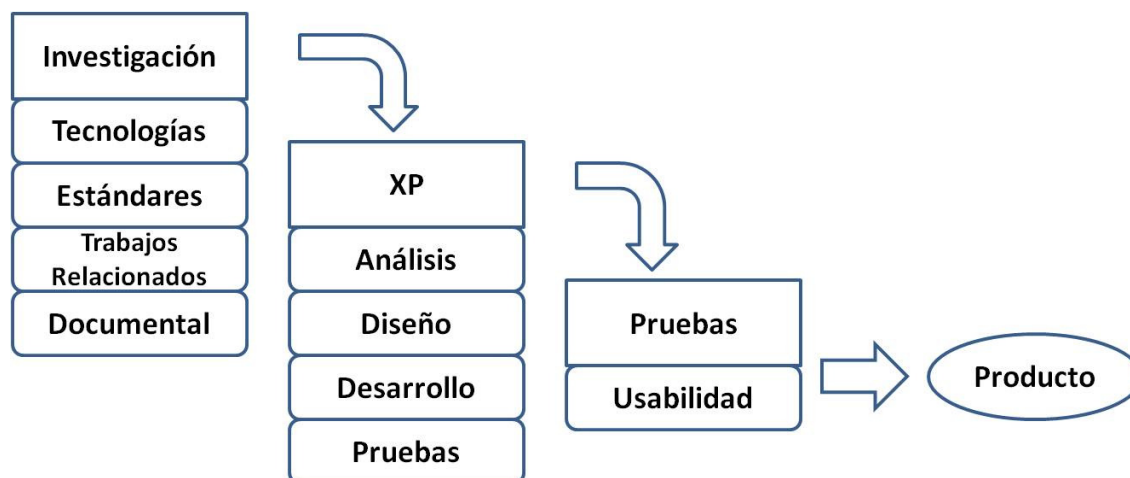 Investigación
Tecnologías
Estándares
Trabajos
Relacionados
Documental
XP
Análisis
Diseño
Desarrollo
Pruebas
Pruebas
Usabilidad
Producto